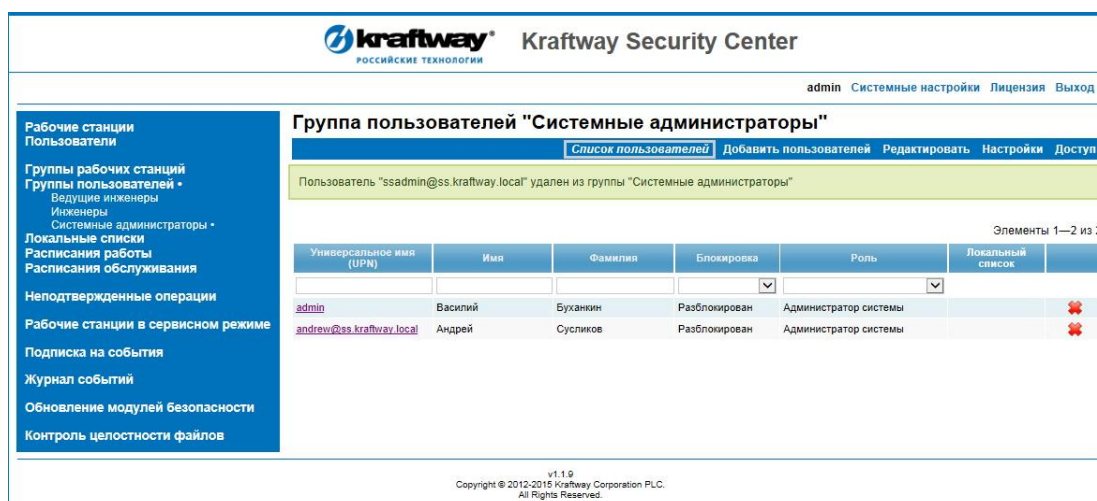 kraftway®
РОССИЙСКИЕ ТЕХНОЛОГИИ
Kraftway Security Center
admin Системные настройки Лицензия Выход
Рабочие станции
Пользователи
Группы рабочих станций
Группы пользователей •
Ведущие инженеры
Инженеры
Системные администраторы •
Локальные списки
Расписания работы
Расписания обслуживания
Неподтвержденные операции
Рабочие станции в сервисном режиме
Подписка на события
Журнал событий
Обновление модулей безопасности
Контроль целостности файлов
Группа пользователей "Системные администраторы"
Список пользователей Добавить пользователей Редактировать Настройки Доступ
Пользователь "ssadmin@ss.kraftway.local" удален из группы "Системные администраторы"
Элементы 1—2 из
Универсальное имя (UPN) Имя Фамилия Блокировка Роль Локальный список
admin Василий Буханкин Разблокирован Администратор системы
andrew@ss.kraftway.local Андрей Сусликов Разблокирован Администратор системы
v1.1.9
Copyright © 2012-2015 Kraftway Corporation PLC.
All Rights Reserved.